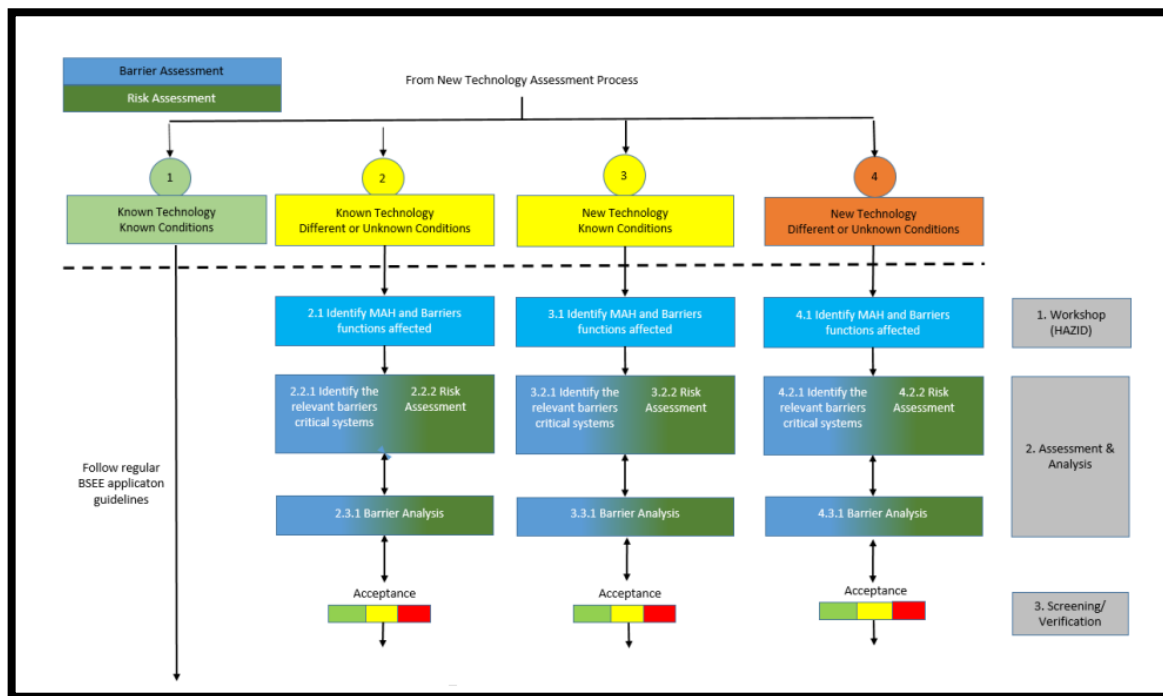 Barrier Assessment
Risk Assessment
From New Technology Assessment Process
1
2
3
4
Known Technology
Known Conditions
Known Technology
Different or Unknown Conditions
New Technology
Known Conditions
New Technology
Different or Unknown Conditions
2.1 Identify MAH and Barriers
functions affected
3.1 Identify MAH and Barriers
functions affected
4.1 Identify MAH and Barriers
functions affected
1. Workshop
(HAZID)
2.2.1 Identify the
relevant barriers
critical systems
2.2.2 Risk
Assessment
3.2.1 Identify the
relevant barriers
critical systems
3.2.2 Risk
Assessment
4.2.1 Identify the
relevant barriers
critical systems
4.2.2 Risk
Assessment
2. Assessment &
Analysis
Follow regular
BSEE applicaton
guidelines
2.3.1 Barrier Analysis
3.3.1 Barrier Analysis
4.3.1 Barrier Analysis
Acceptance
Acceptance
Acceptance
3. Screening/
Verification